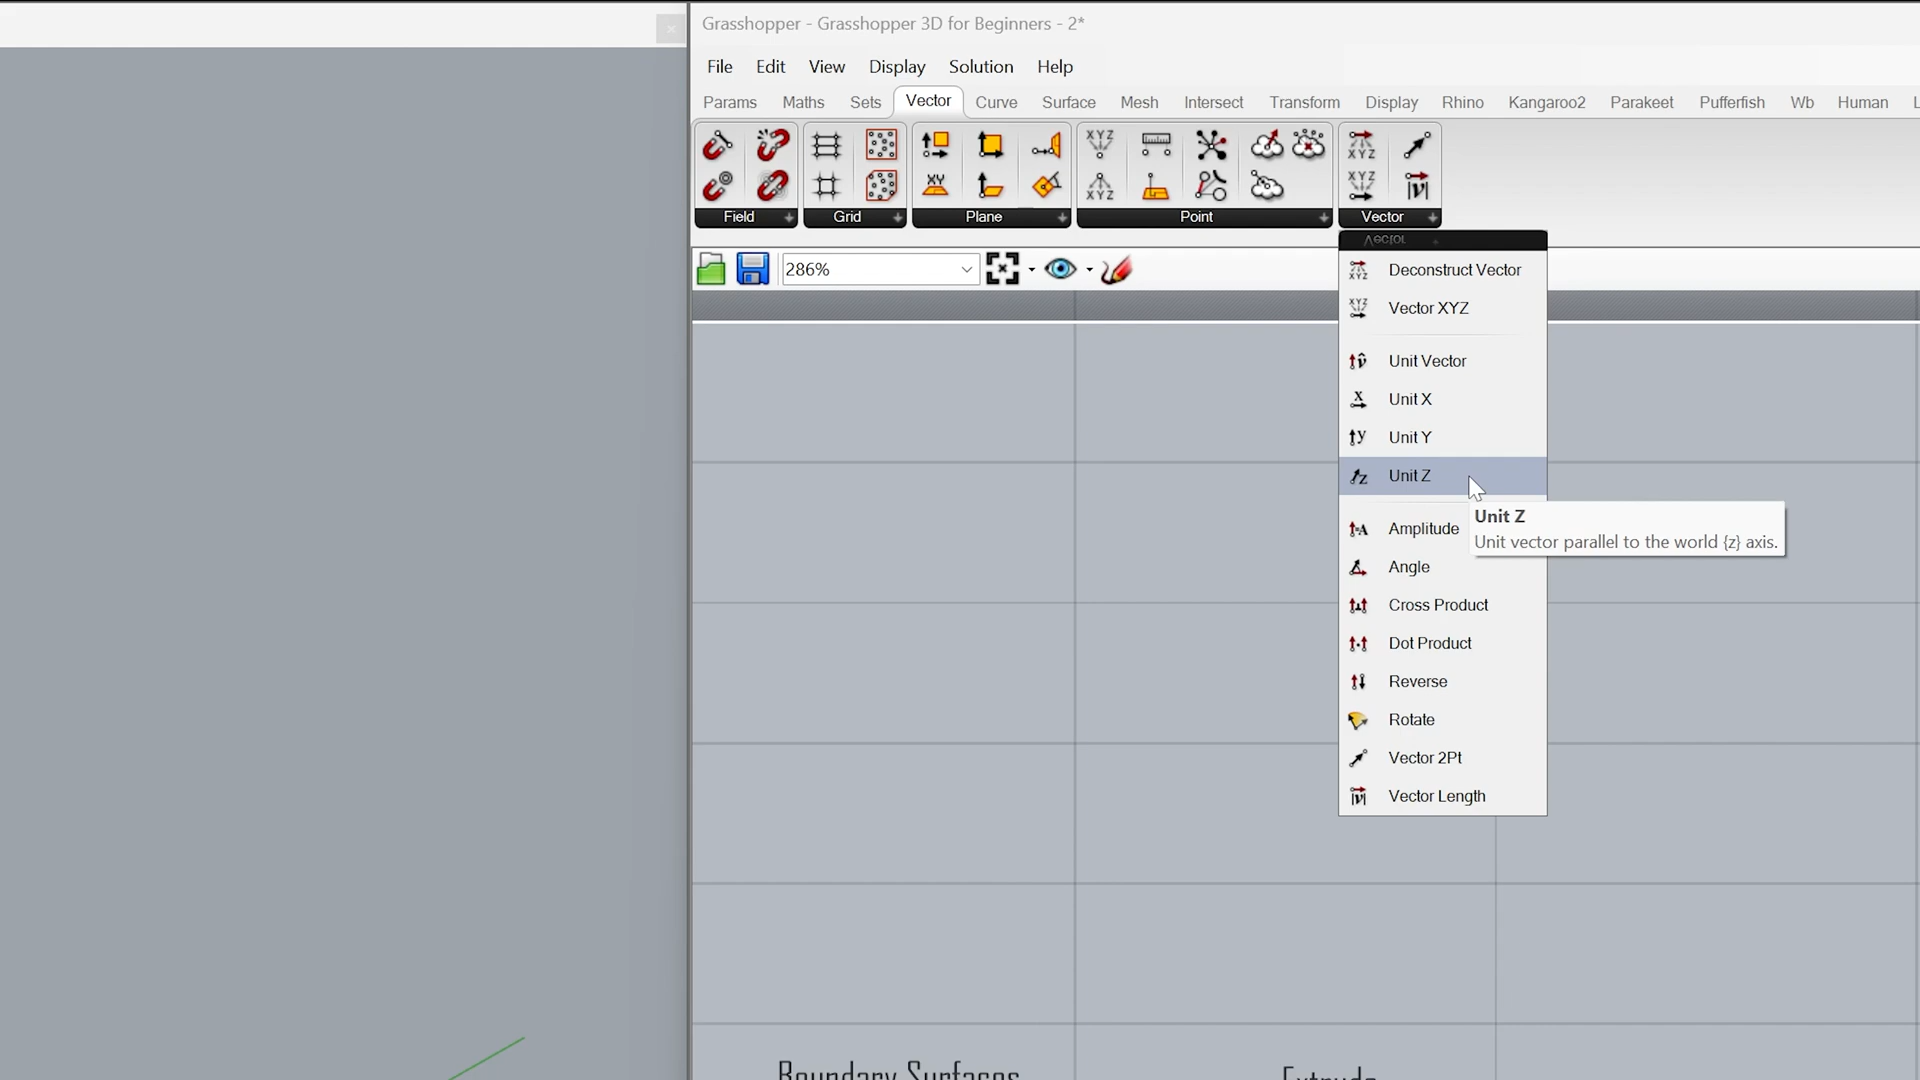 Grasshopper - Grasshopper 3D for Beginners - 2*
File Edit View Display Solution Help
Params Maths Sets Vector Curve Surface Mesh Intersect Transform Display Rhino Kangaroo2 Parakeet Pufferfish Wb Human
Field Grid Plane Point Vector
Vector
286%
Deconstruct Vector
Vector XYZ
Unit Vector
Unit X
Unit Y
Unit Z
Unit Z
Unit vector parallel to the world {z} axis.
Amplitude
Angle
Cross Product
Dot Product
Reverse
Rotate
Vector 2Pt
Vector Length
Boundary Surfaces
Extrude